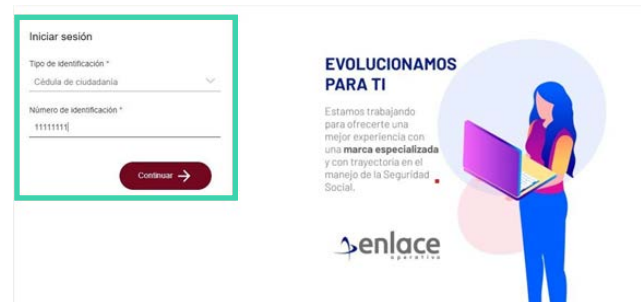 Iniciar sesión
Tipo de identificación *
Cédula de ciudadanía
Número de identificación *
11111111
Continuar
EVOLUCIONAMOS
PARA TI
Estamos trabajando
para ofrecerte una
mejor experiencia con
una marca especializada
y con trayectoria en el
manejo de la Seguridad
Social.
enlace
operativo